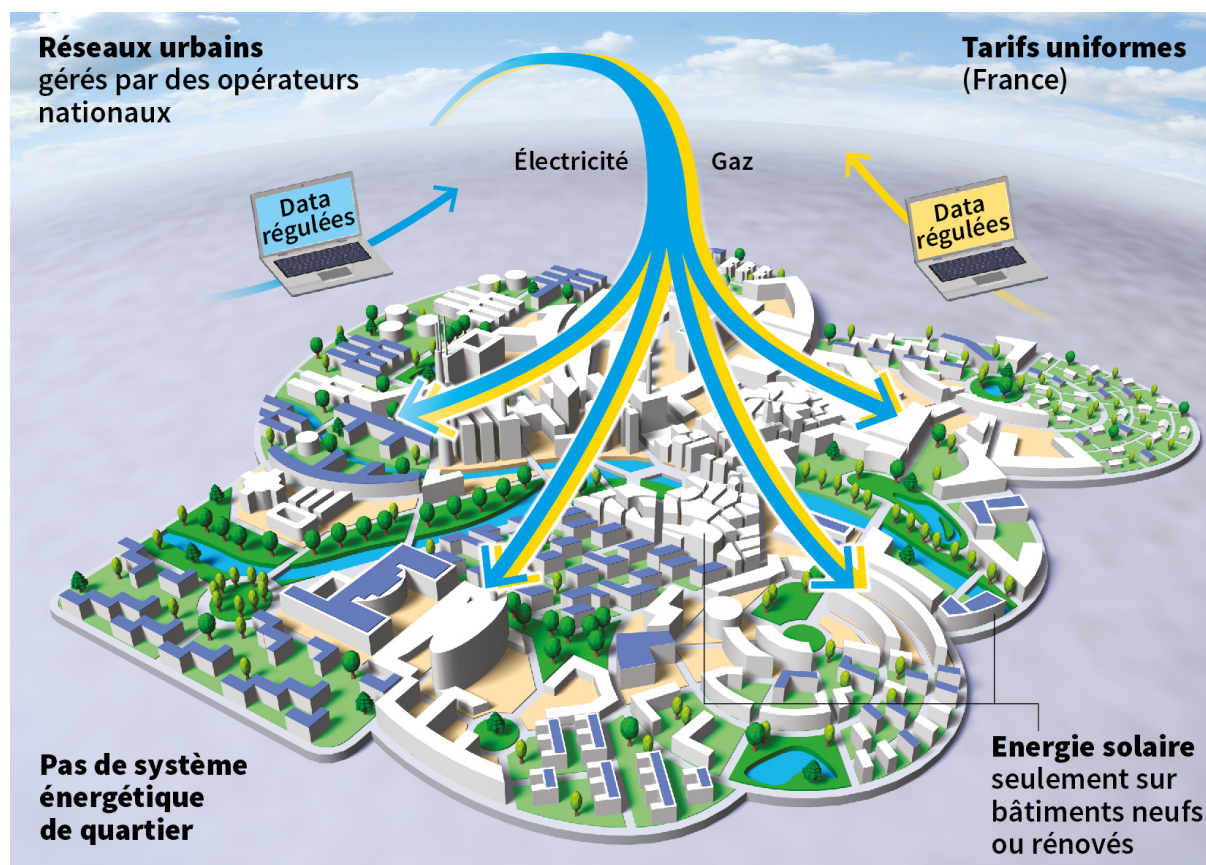 Réseaux urbains
gérés par des opérateurs
nationaux
Tarifs uniformes
(France)
Électricité
Gaz
Data
régulées
Data
régulées
Pas de système
énergétique
de quartier
Energie solaire
seulement sur
bâtiments neufs
ou rénovés